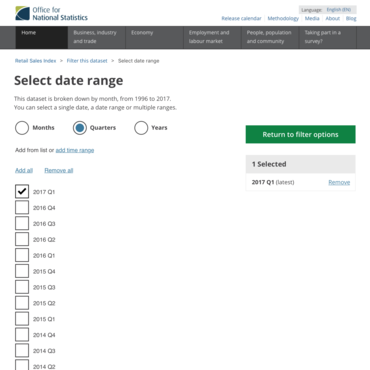 Office for
National Statistics
Language: English (EN)
Release calendar Methodology Media About Blog
Home
Business, industry
and trade
Economy
Employment and
labour market
People, population
and community
Taking part in a
survey?
Retail Sales Index > Filter this dataset > Select date range
Select date range
This dataset is broken down by month, from 1996 to 2017.
You can select a single date, a date range or multiple ranges.
Months Quarters Years
Return to filter options
Add from list or add time range
1 Selected
Add all Remove all
2017 Q1 (latest) Remove
2017 Q1
2016 Q4
2016 Q3
2016 Q2
2016 Q1
2015 Q4
2015 Q3
2015 Q2
2015 Q1
2014 Q4
2014 Q3
2014 Q2